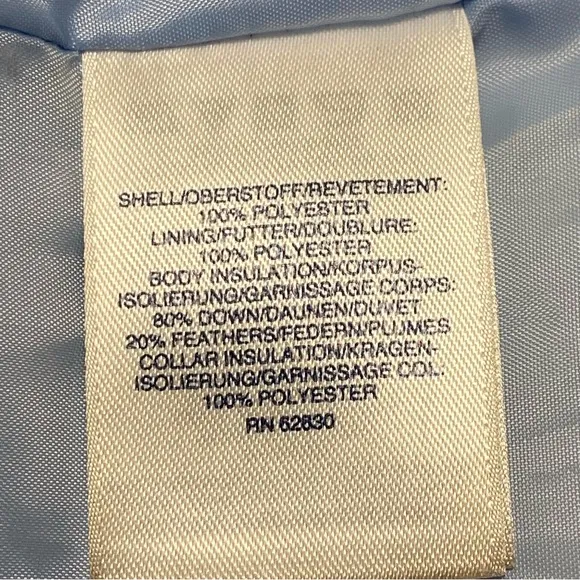 SHELL/OBERSTOFF/REVETEMENT:
100% POLYESTER
LINING/FUTTER/DOUBLURE:
100% POLYESTER
BODY INSULATION/KORPUS-
ISOLIERUNG/GARNISSAGE CORPS:
80% DOWN/DAUNEN/DUVET
20% FEATHERS/FEDERN/PLUMES
COLLAR INSULATION/KRAGEN-
ISOLIERUNG/GARNISSAGE COL:
100% POLYESTER
RN 62830